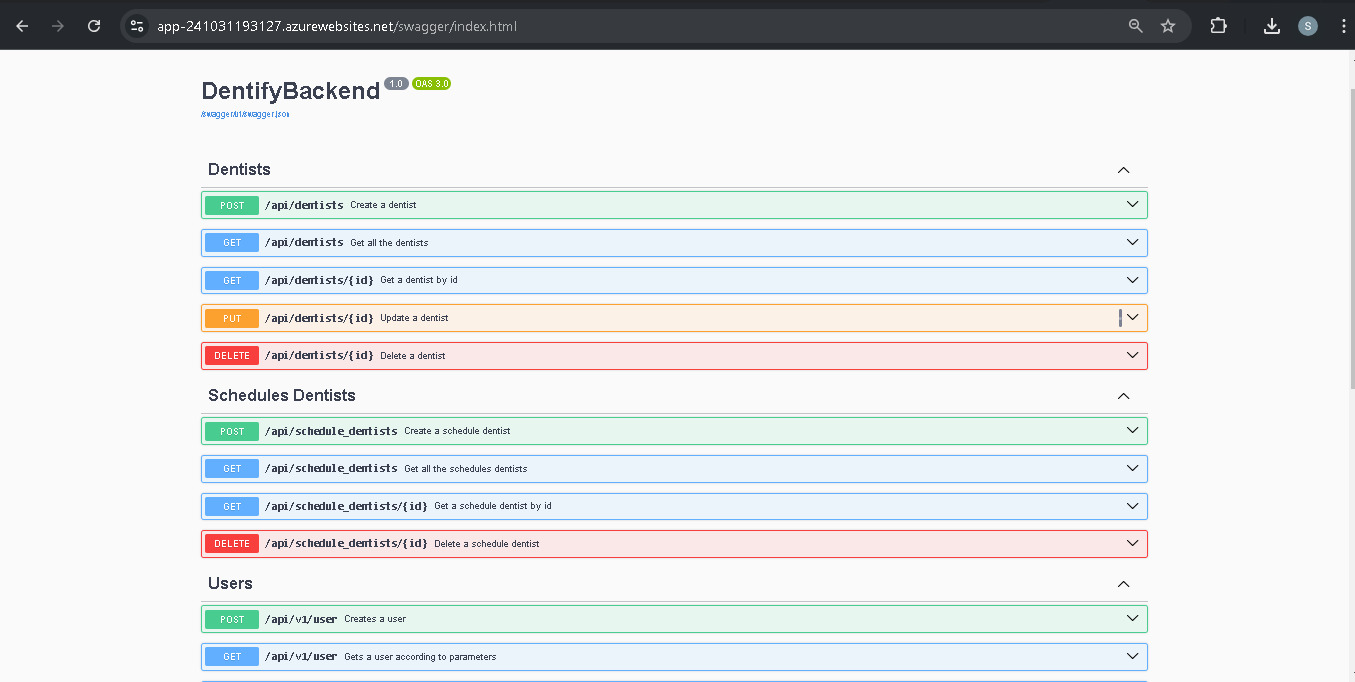 app-241031193127.azurewebsites.net/swagger/index.html
S
DentifyBackend 1.0 OAS 3.0
/swagger/v1/swagger.json
Dentists
POST /api/dentists Create a dentist
GET /api/dentists Get all the dentists
GET /api/dentists/{id} Get a dentist by id
PUT /api/dentists/{id} Update a dentist
DELETE /api/dentists/{id} Delete a dentist
Schedules Dentists
POST /api/schedule_dentists Create a schedule dentist
GET /api/schedule_dentists Get all the schedules dentists
GET /api/schedule_dentists/{id} Get a schedule dentist by id
DELETE /api/schedule_dentists/{id} Delete a schedule dentist
Users
POST /api/v1/user Creates a user
GET /api/v1/user Gets a user according to parameters